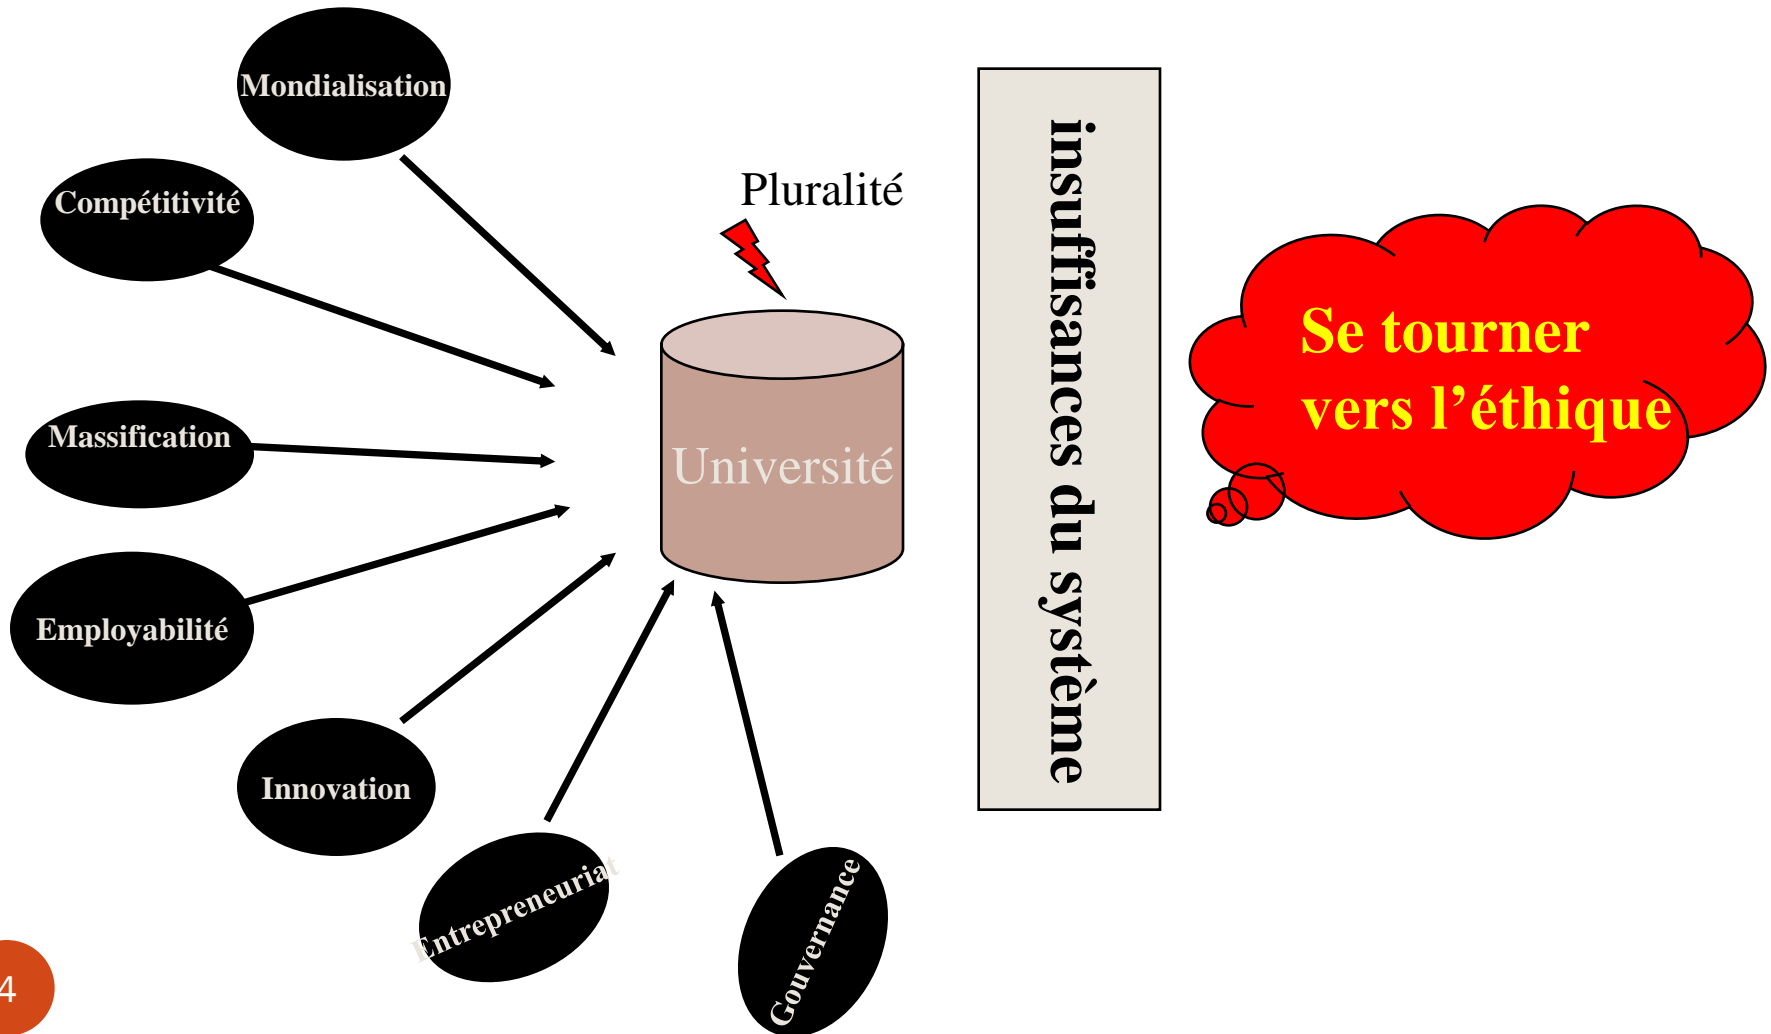 Mondialisation
Compétitivité
Pluralité
Massification
Université
Employabilité
Innovation
Entrepreneuriat
Gouvernance
insuffisances du système
Se tourner
vers l’éthique
4